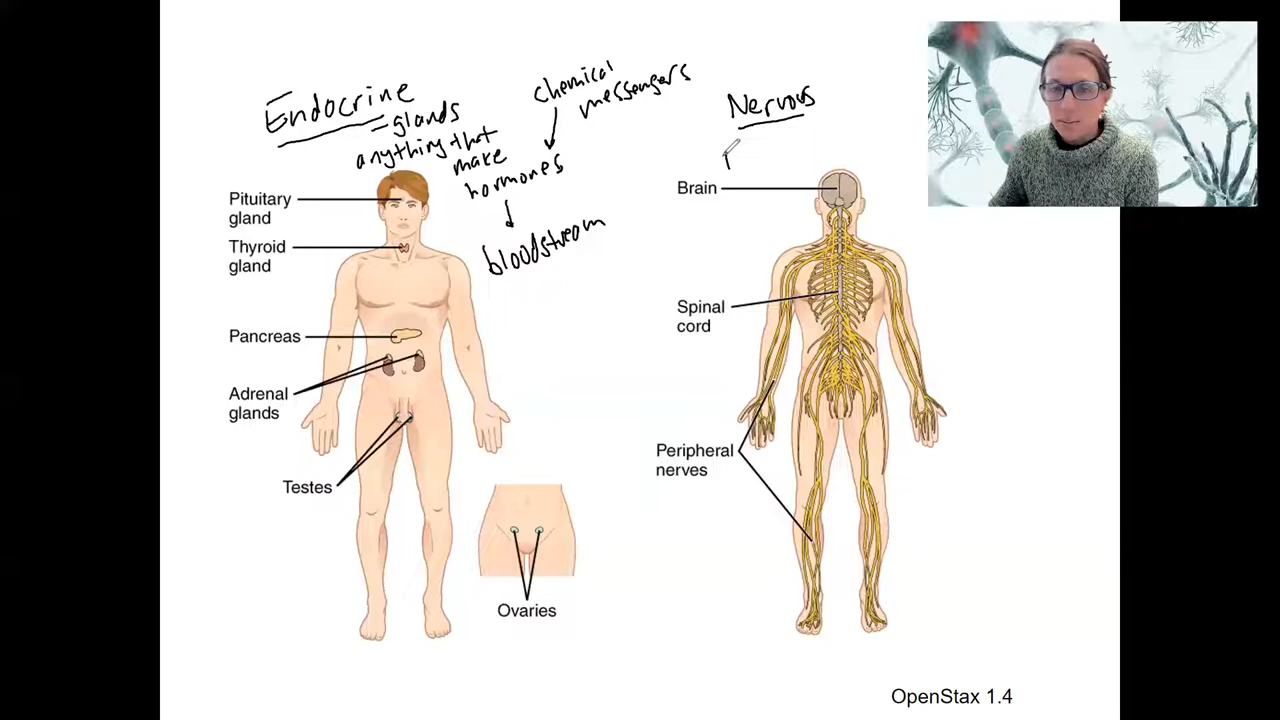 Endocrine
=glands
anything that
make
hormones
chemical
messengers
bloodstream
Nervous
Pituitary
gland
Thyroid
gland
Pancreas
Adrenal
glands
Testes
Ovaries
Brain
Spinal
cord
Peripheral
nerves
OpenStax 1.4